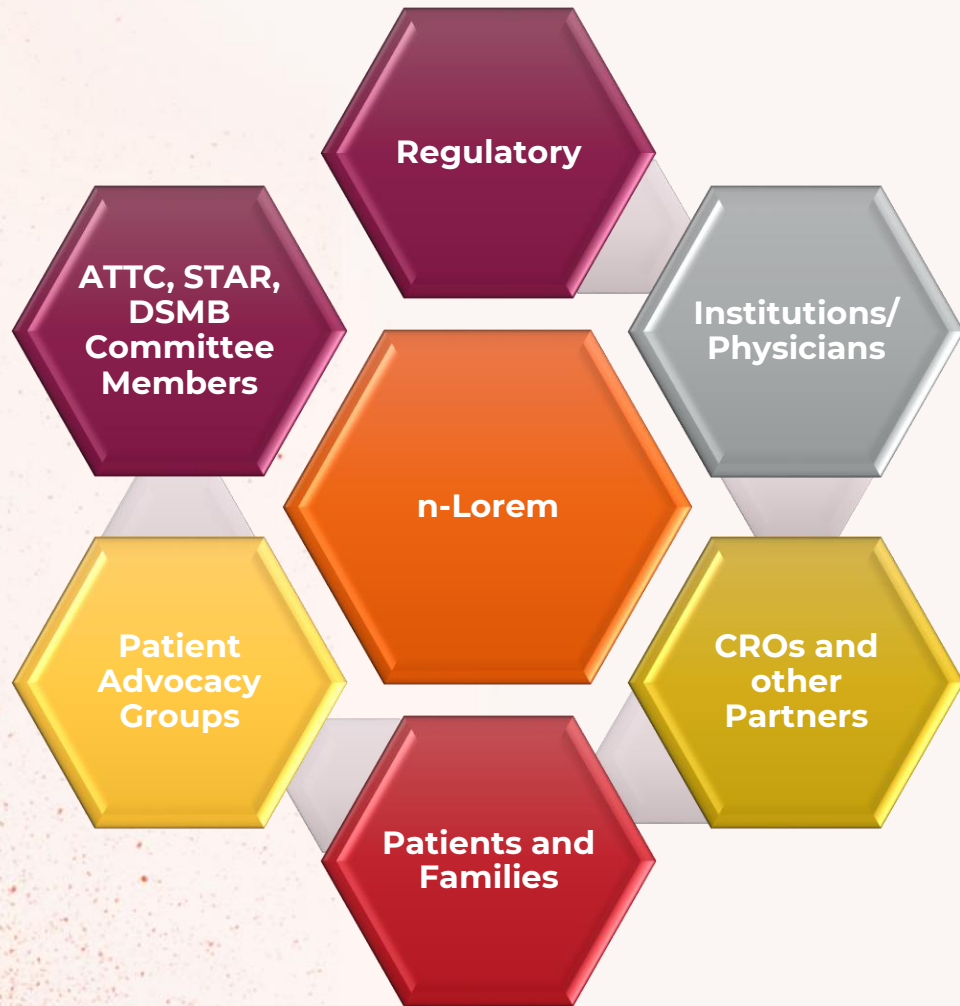 Regulatory
ATTC, STAR,
DSMB
Committee
Members
Institutions/
Physicians
n-Lorem
Patient
Advocacy
Groups
CROs and
other
Partners
Patients and
Families